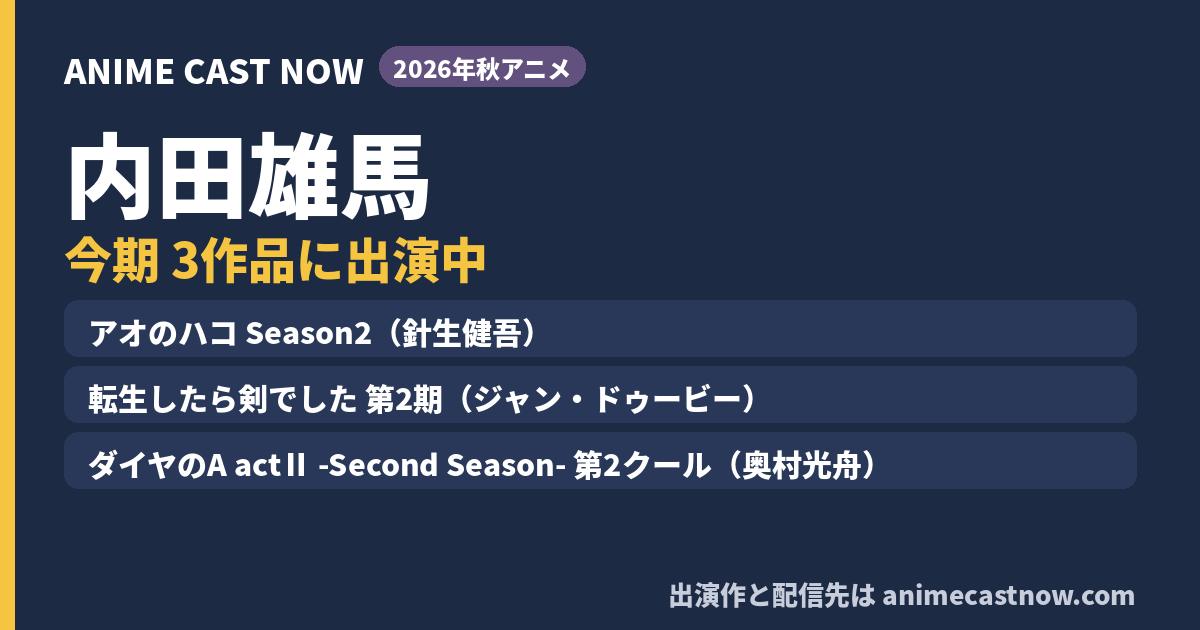 ANIME CAST NOW 2026年秋アニメ
内田雄馬
今期 3作品に出演中
アオのハコ Season2（針生健吾）
転生したら剣でした 第2期（ジャン・ドゥービー）
ダイヤのA actⅡ -Second Season- 第2クール（奥村光舟）
出演作と配信先は animecastnow.com